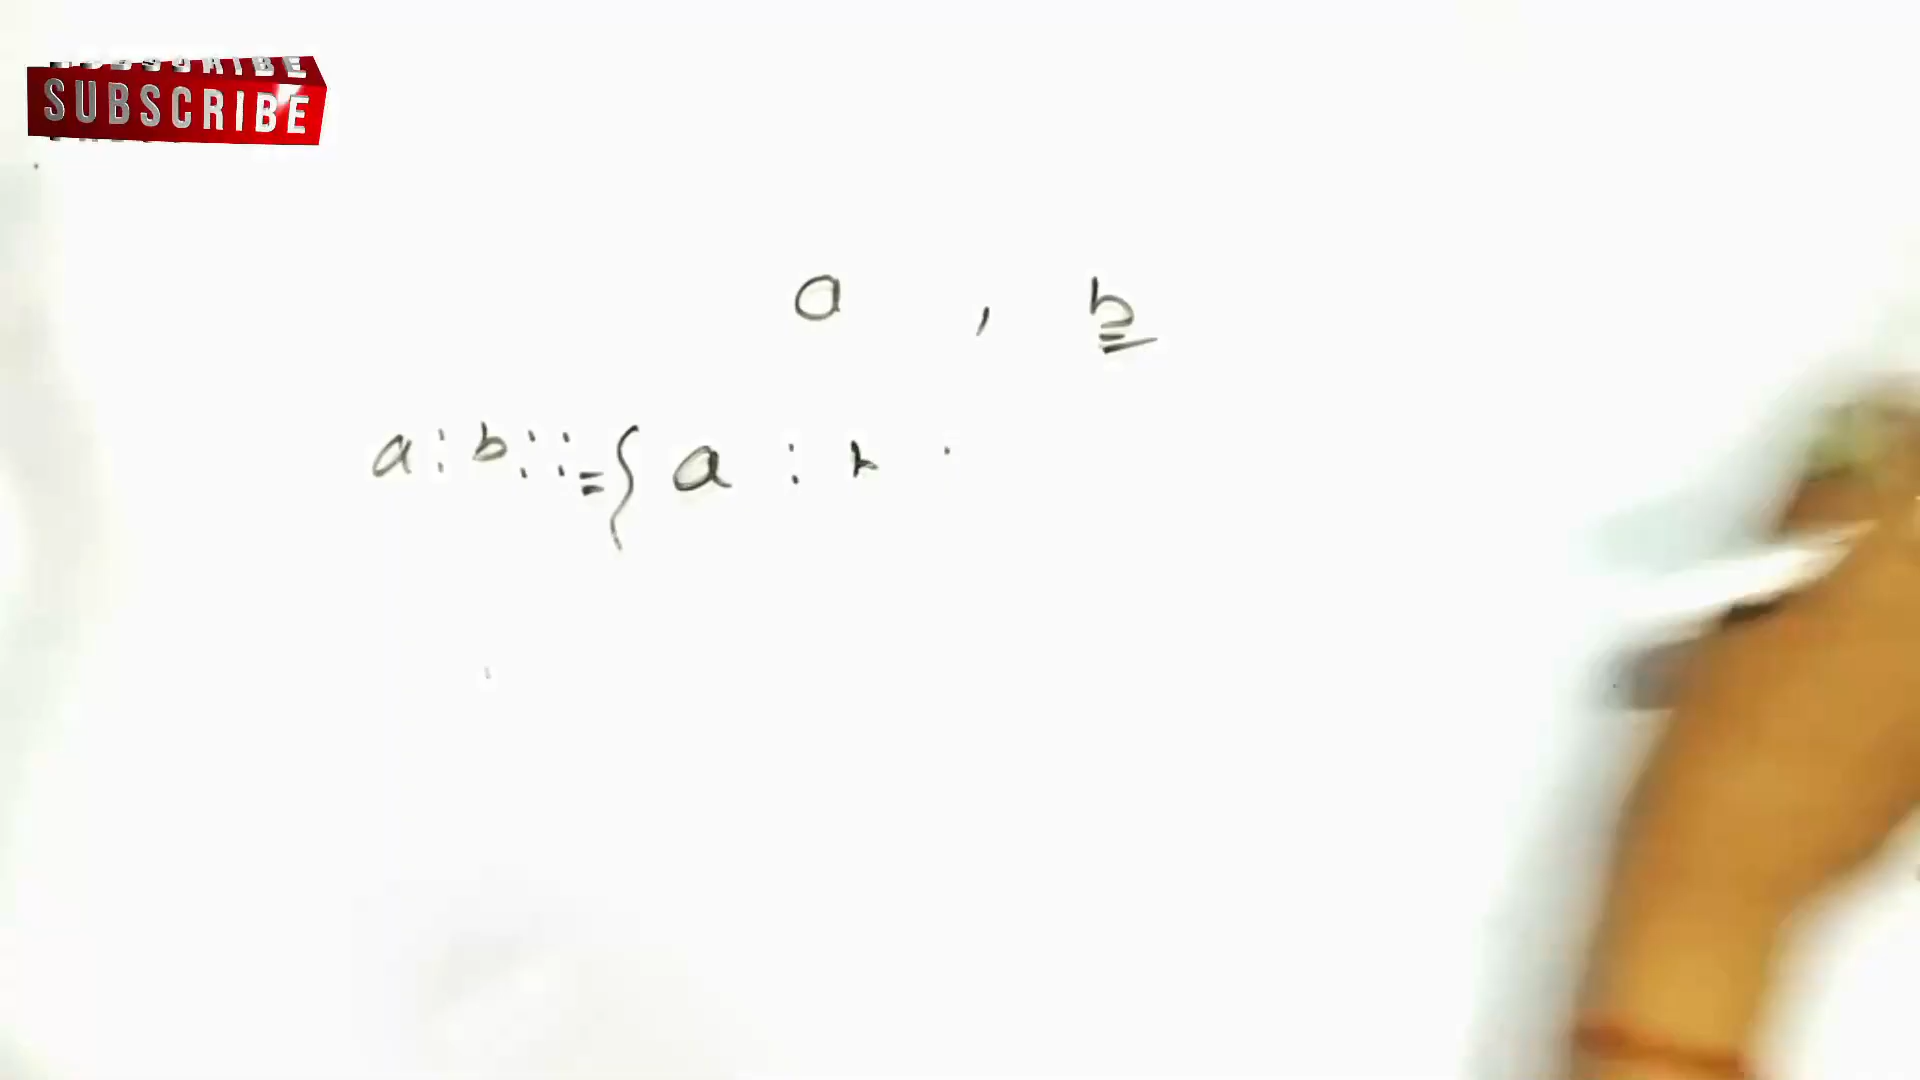 SUBSCRIBE
a , b
a : b : : = { a :